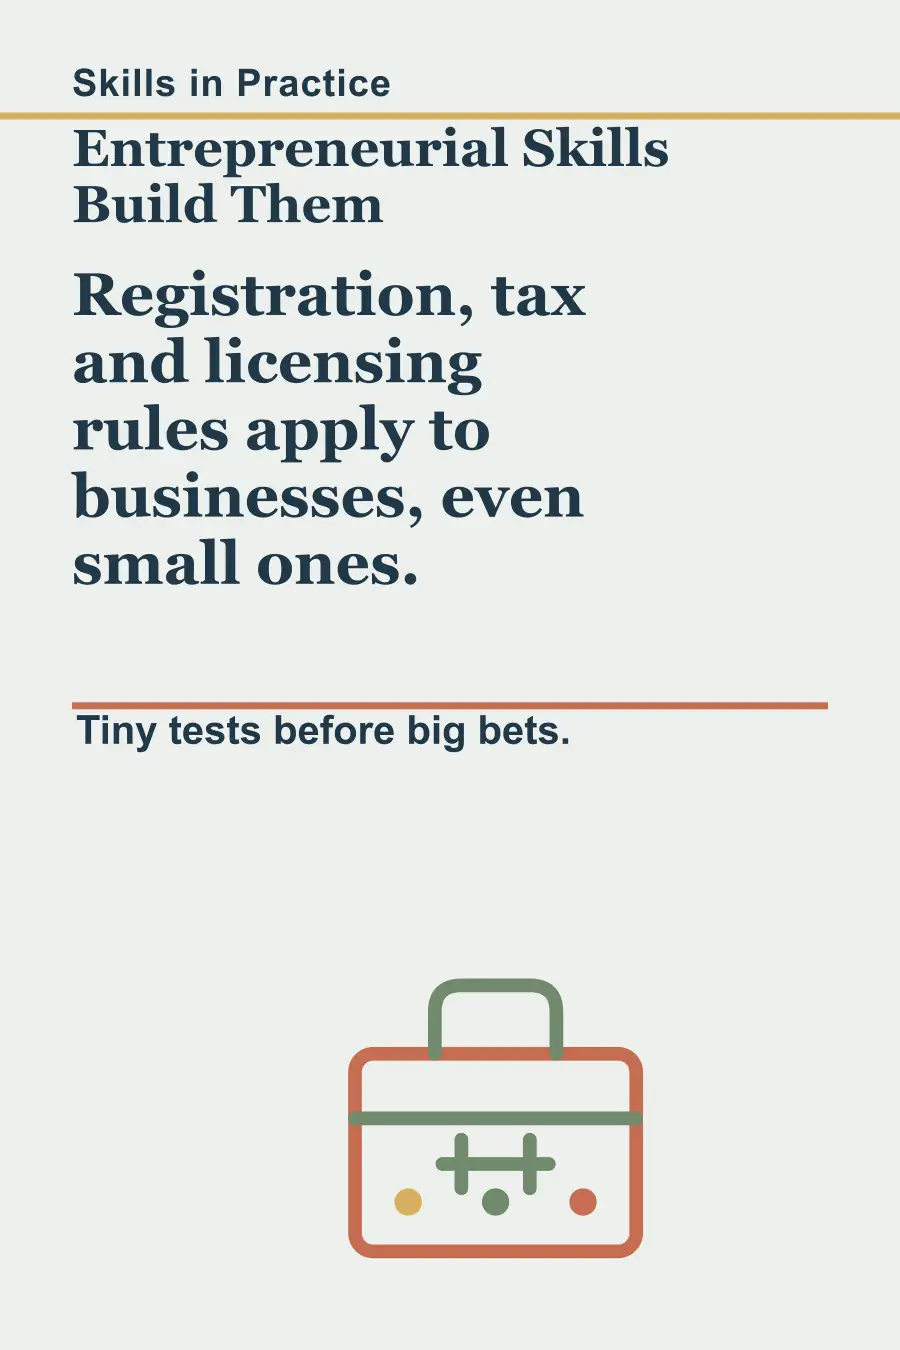 Skills in Practice
Entrepreneurial Skills
Build Them
Registration, tax
and licensing
rules apply to
businesses, even
small ones.
Tiny tests before big bets.